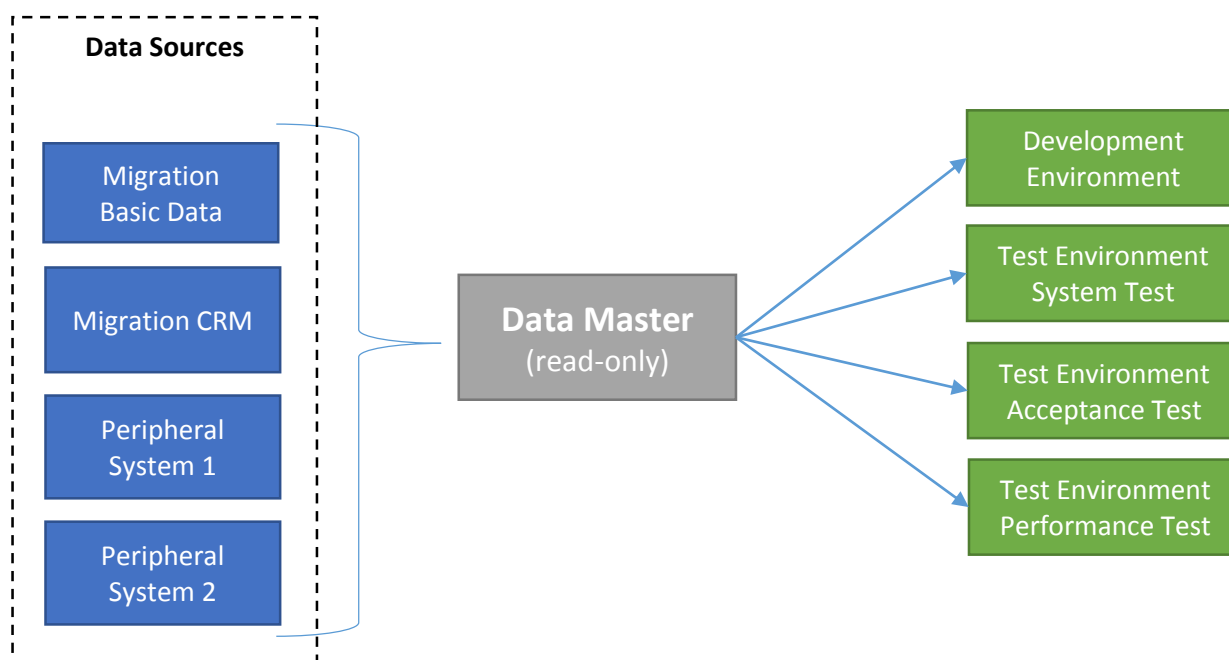 Data Sources
Migration
Basic Data
Migration CRM
Peripheral
System 1
Peripheral
System 2
Data Master
(read-only)
Development
Environment
Test Environment
System Test
Test Environment
Acceptance Test
Test Environment
Performance Test